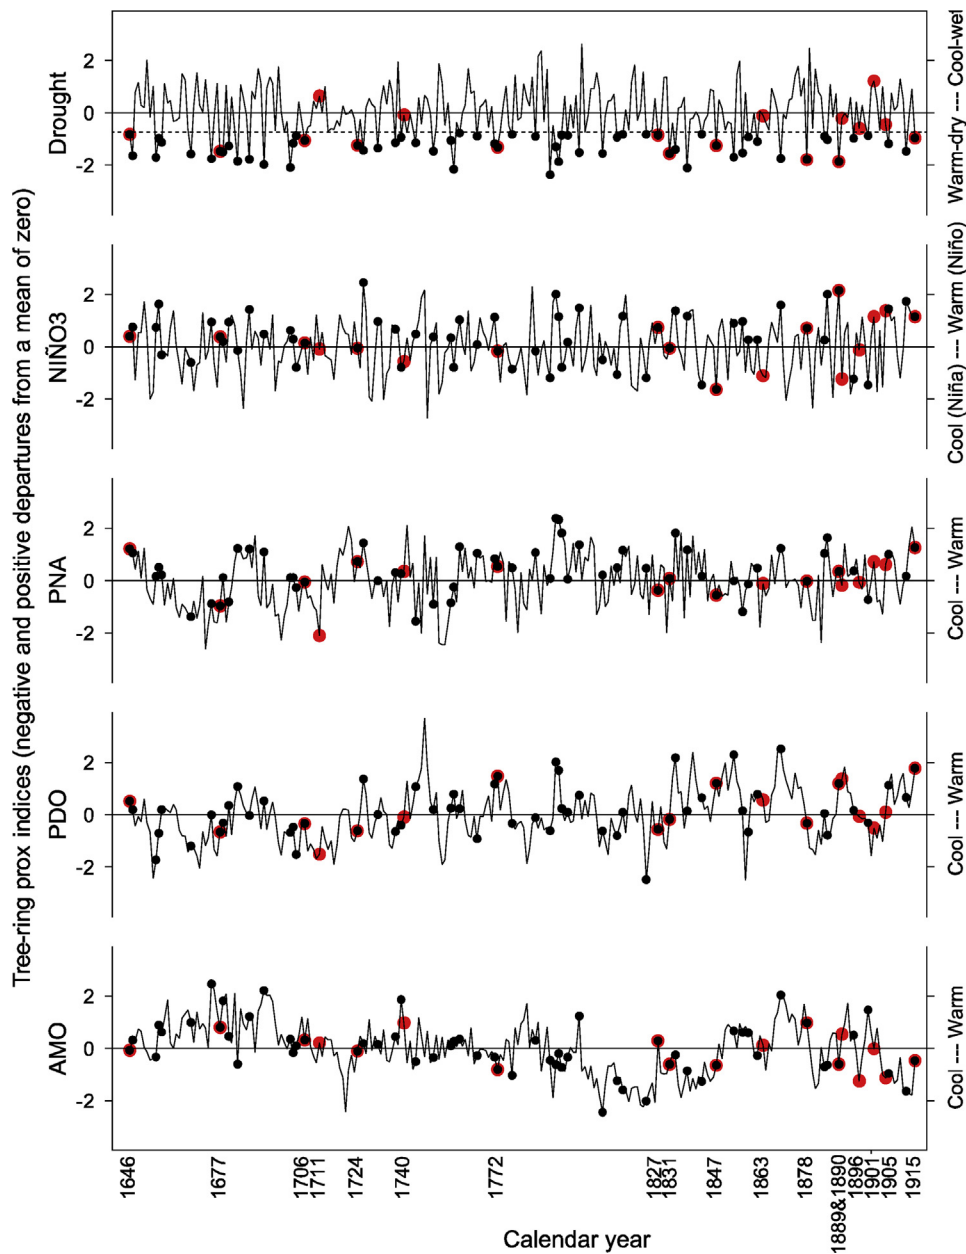 Tree-ring prox indices (negative and positive departures from a mean of zero)
Drought
2
0
-2
Warm-dry --- Cool-wet
NIÑO3
2
0
-2
Cool (Niña) --- Warm (Niño)
PNA
2
0
-2
Cool --- Warm
PDO
2
0
-2
Cool --- Warm
AMO
2
0
-2
Cool --- Warm
1646
1677
1706
1711
1724
1740
1772
1827
1831
1847
1863
1878
1889&1890
1896
1901
1905
1915
Calendar year